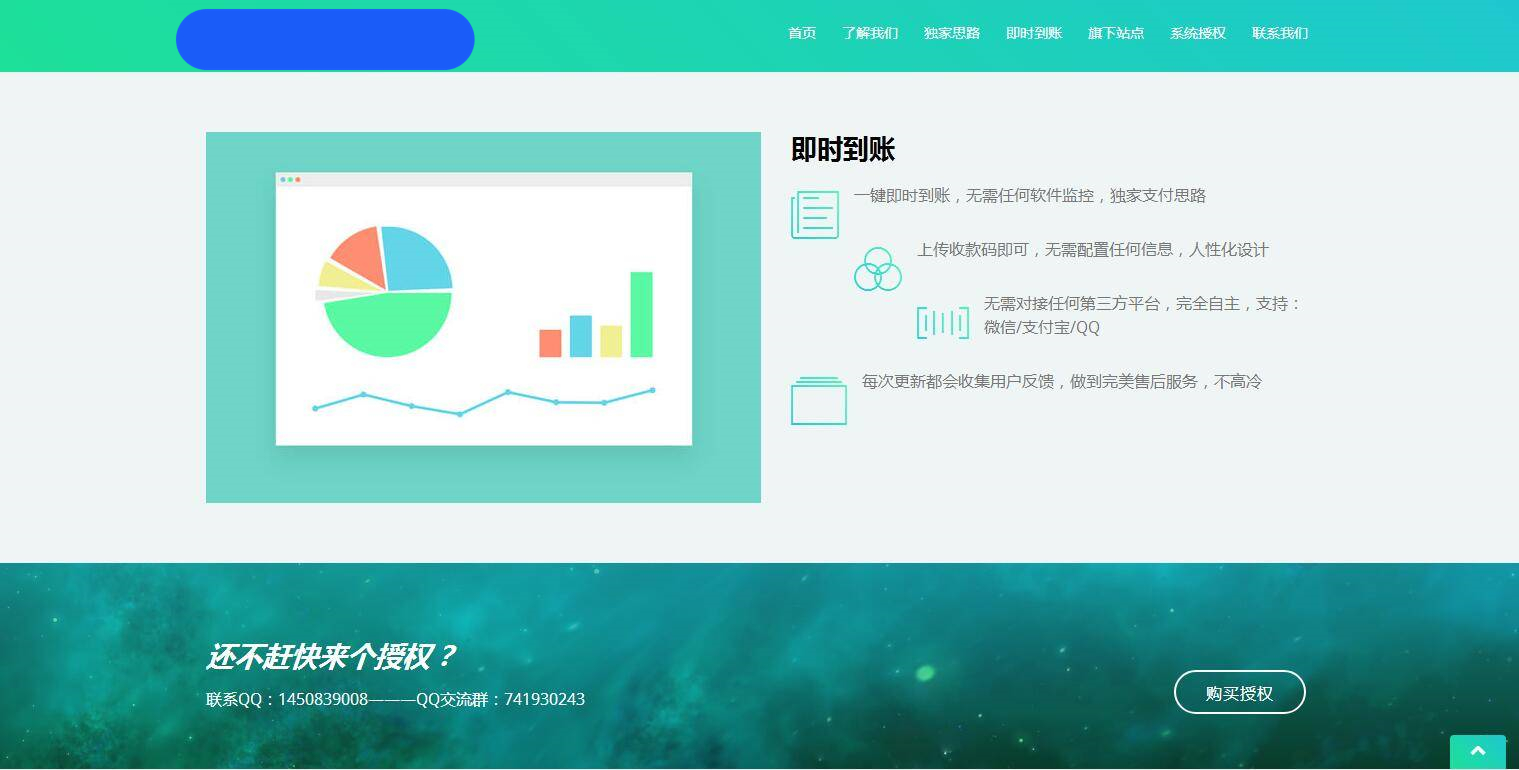 首页 了解我们 独家思路 即时到账 旗下站点 系统授权 联系我们
即时到账
一键即时到账，无需任何软件监控，独家支付思路
上传收款码即可，无需配置任何信息，人性化设计
无需对接任何第三方平台，完全自主，支持：
微信/支付宝/QQ
每次更新都会收集用户反馈，做到完美售后服务，不高冷
还不赶快来个授权？
联系QQ：1450839008———QQ交流群：741930243
购买授权